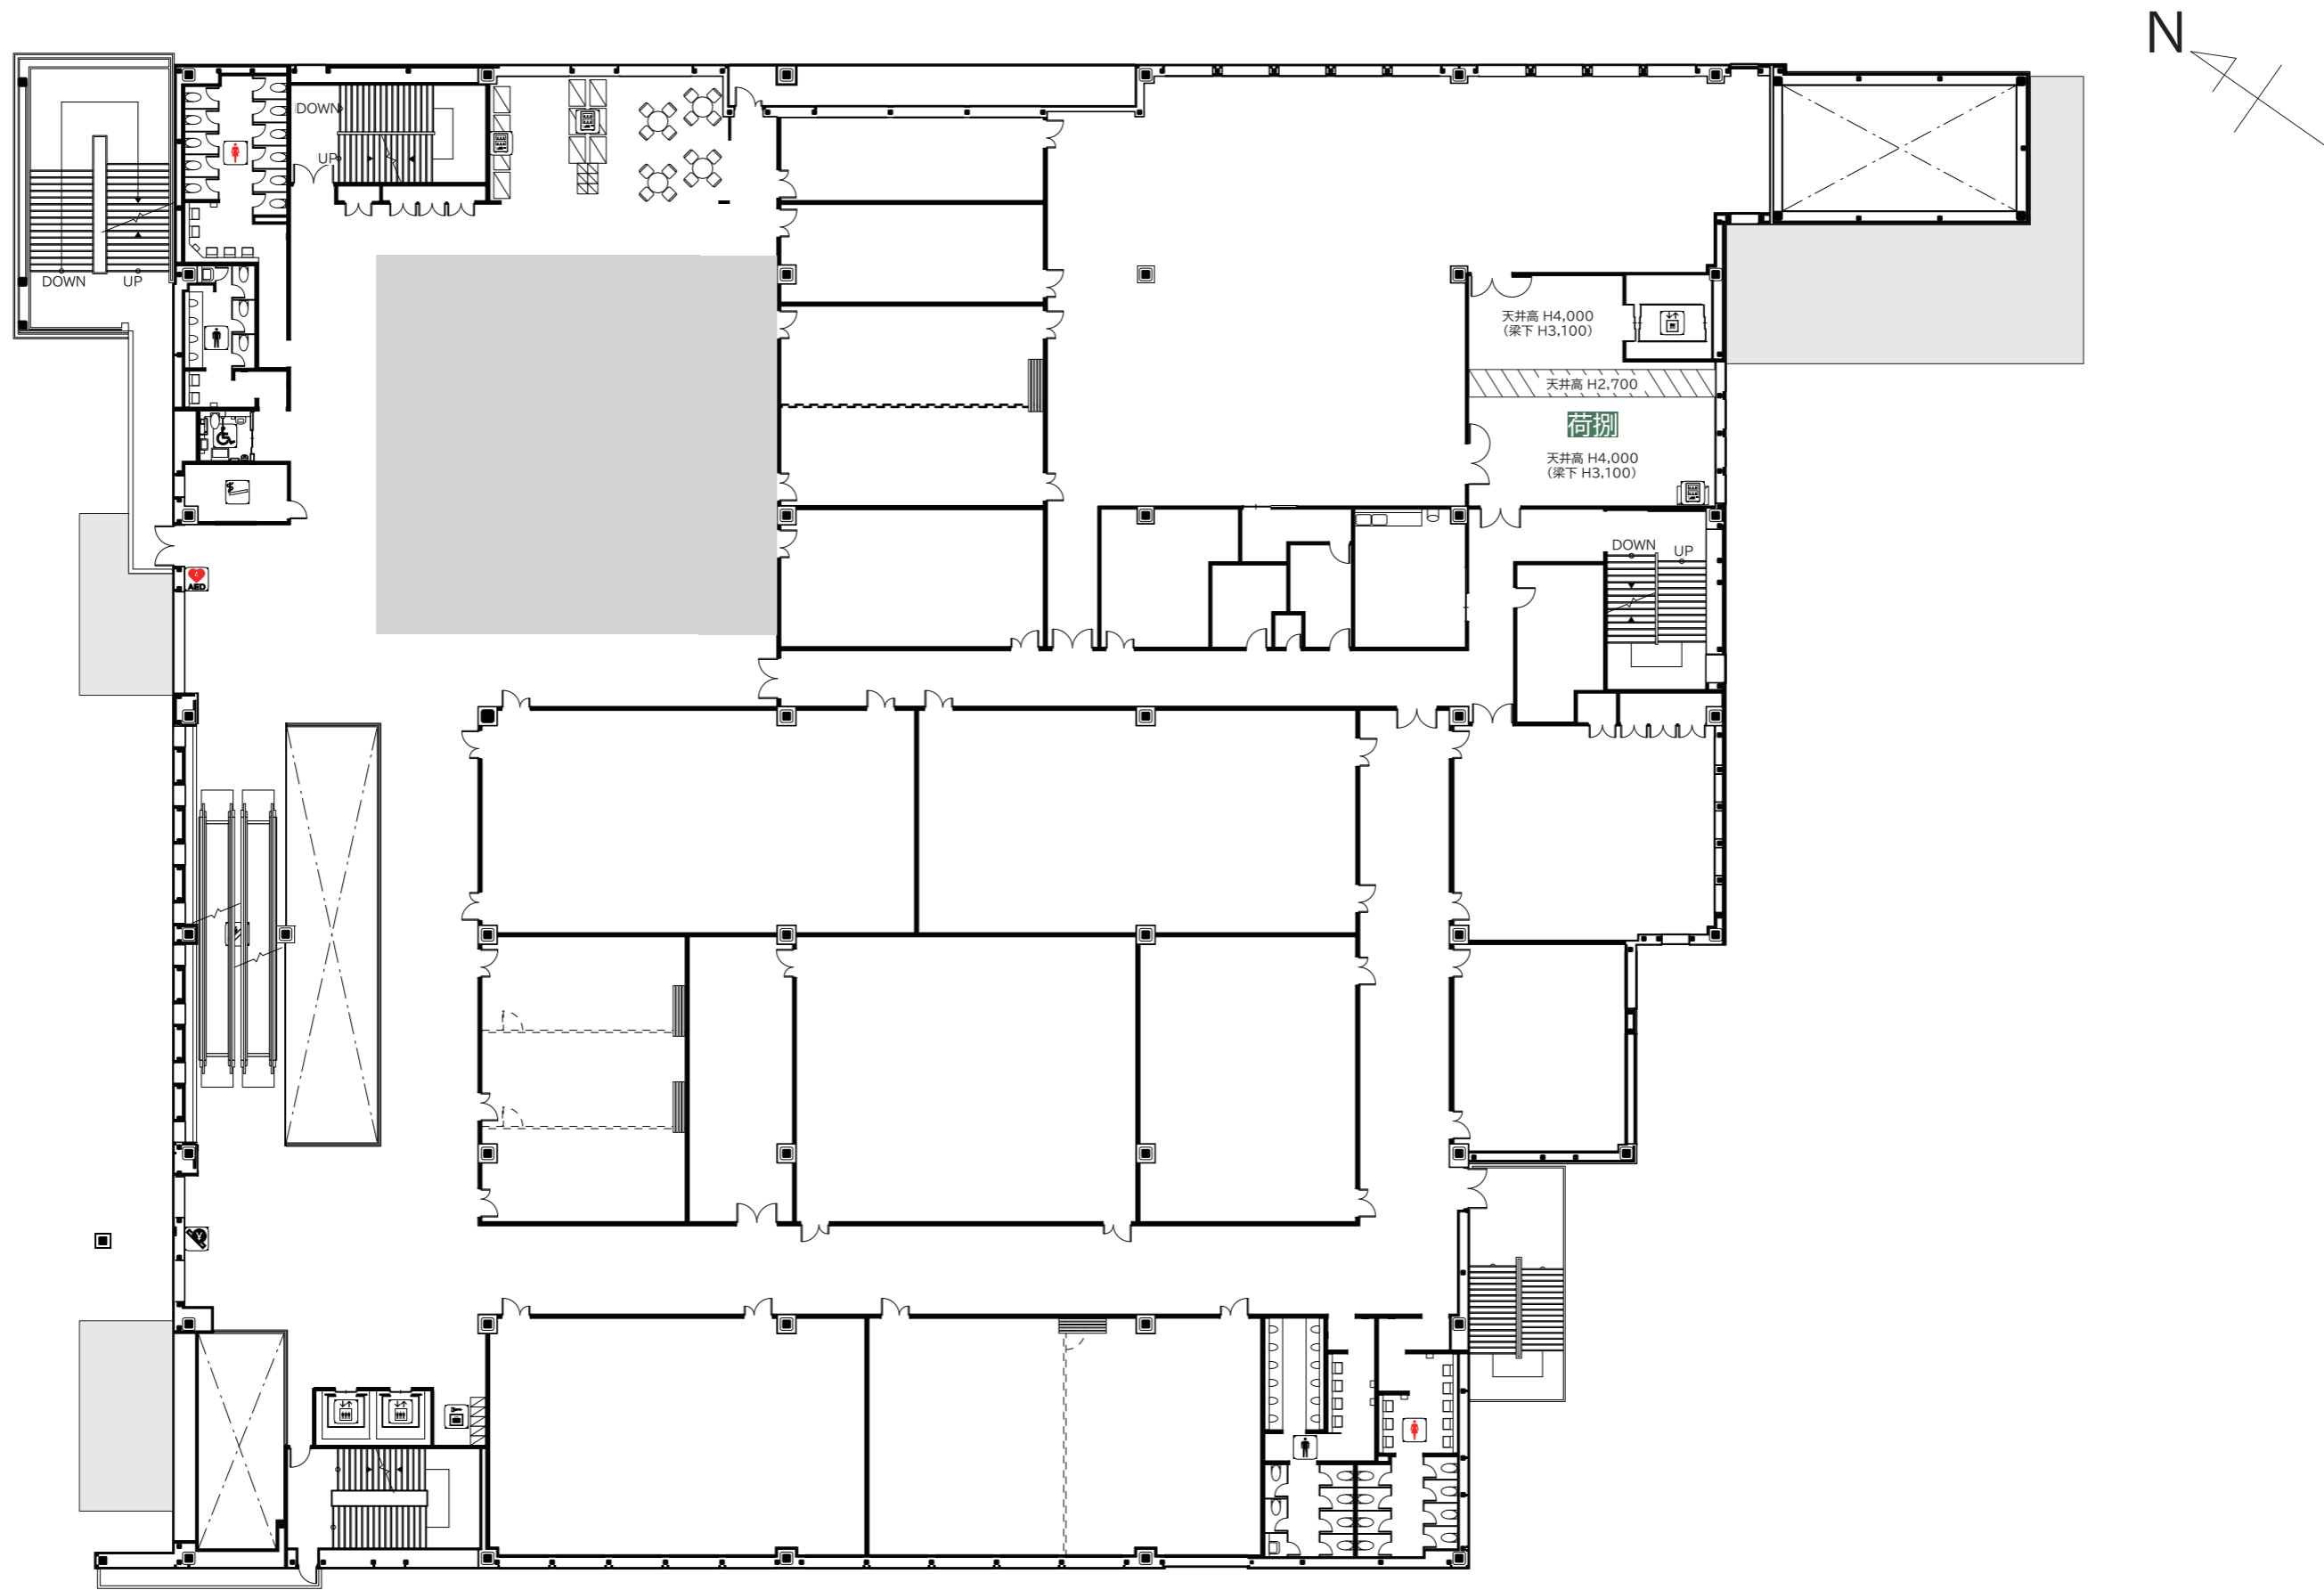 N
DOWN
UP
DOWN
UP
天井高 H4,000
(梁下 H3,100)
天井高 H2,700
荷捌
天井高 H4,000
(梁下 H3,100)
DOWN
UP
AED